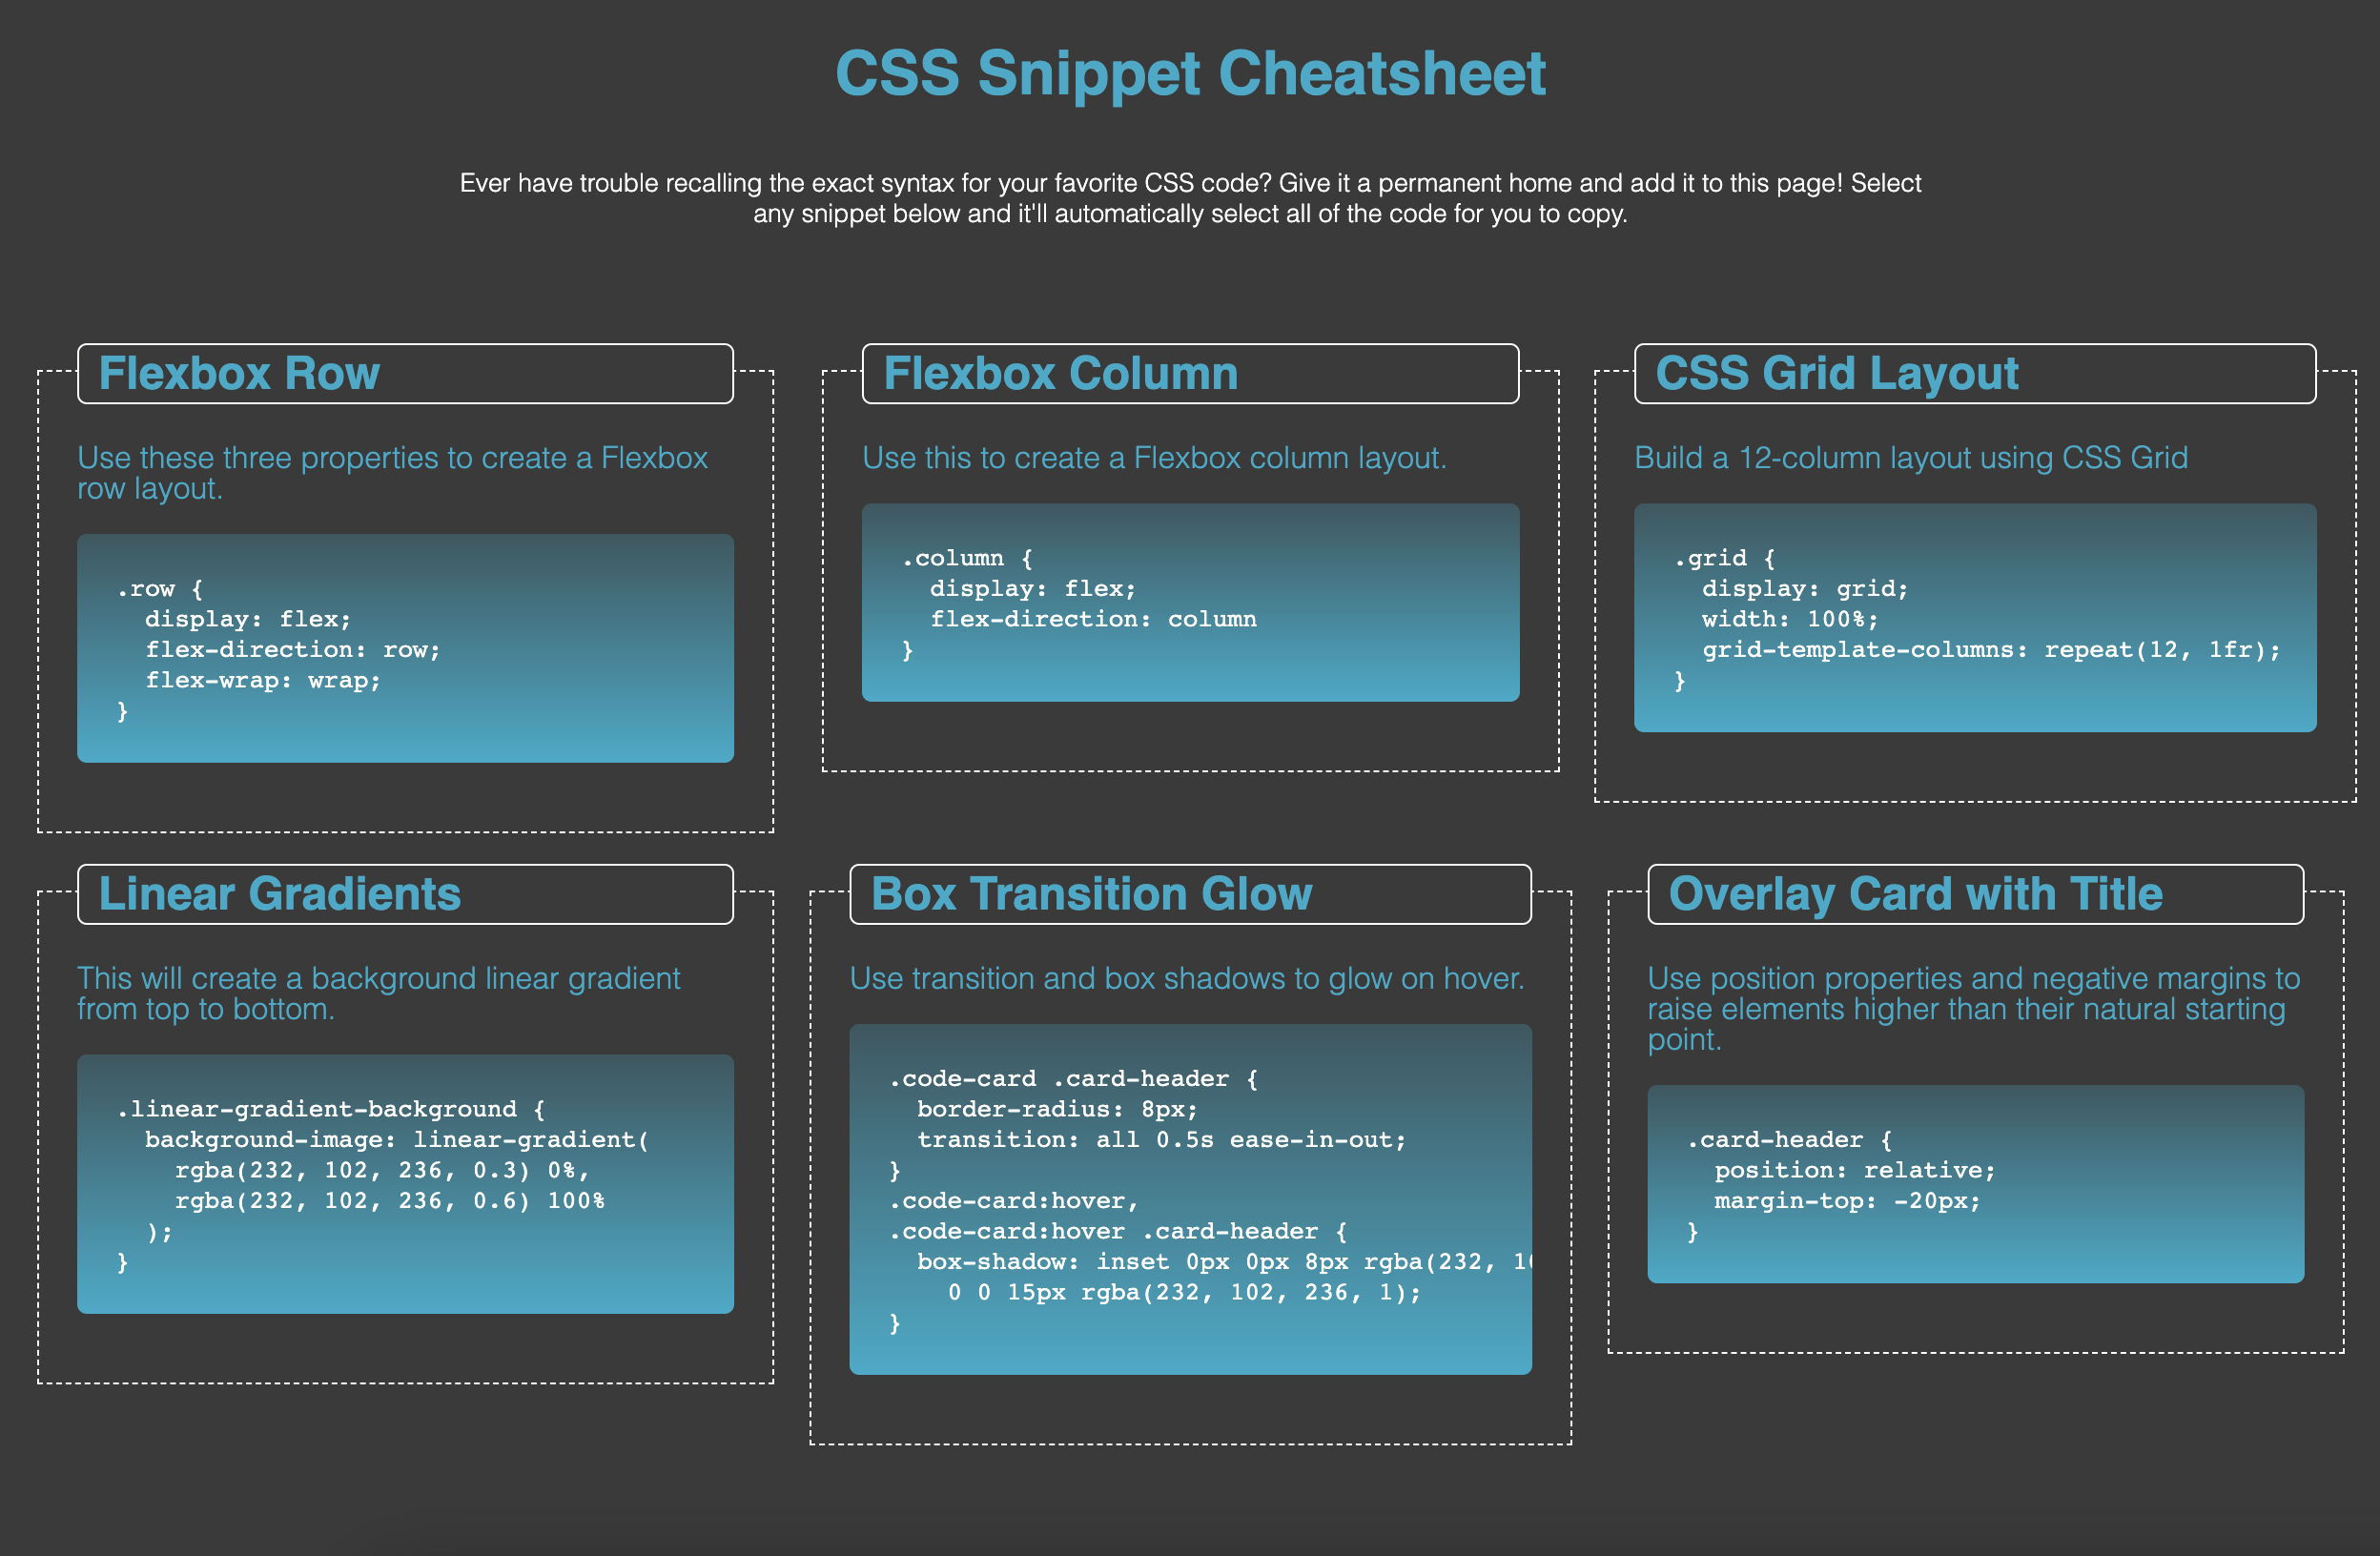 CSS Snippet Cheatsheet
Ever have trouble recalling the exact syntax for your favorite CSS code? Give it a permanent home and add it to this page! Select
any snippet below and it'll automatically select all of the code for you to copy.
Flexbox Row
Use these three properties to create a Flexbox
row layout.
.row {
  display: flex;
  flex-direction: row;
  flex-wrap: wrap;
}
Flexbox Column
Use this to create a Flexbox column layout.
.column {
  display: flex;
  flex-direction: column
}
CSS Grid Layout
Build a 12-column layout using CSS Grid
.grid {
  display: grid;
  width: 100%;
  grid-template-columns: repeat(12, 1fr);
}
Linear Gradients
This will create a background linear gradient
from top to bottom.
.linear-gradient-background {
  background-image: linear-gradient(
    rgba(232, 102, 236, 0.3) 0%,
    rgba(232, 102, 236, 0.6) 100%
  );
}
Box Transition Glow
Use transition and box shadows to glow on hover.
.code-card .card-header {
  border-radius: 8px;
  transition: all 0.5s ease-in-out;
}
.code-card:hover,
.code-card:hover .card-header {
  box-shadow: inset 0px 0px 8px rgba(232,
    0 0 15px rgba(232, 102, 236, 1);
}
Overlay Card with Title
Use position properties and negative margins to
raise elements higher than their natural starting
point.
.card-header {
  position: relative;
  margin-top: -20px;
}